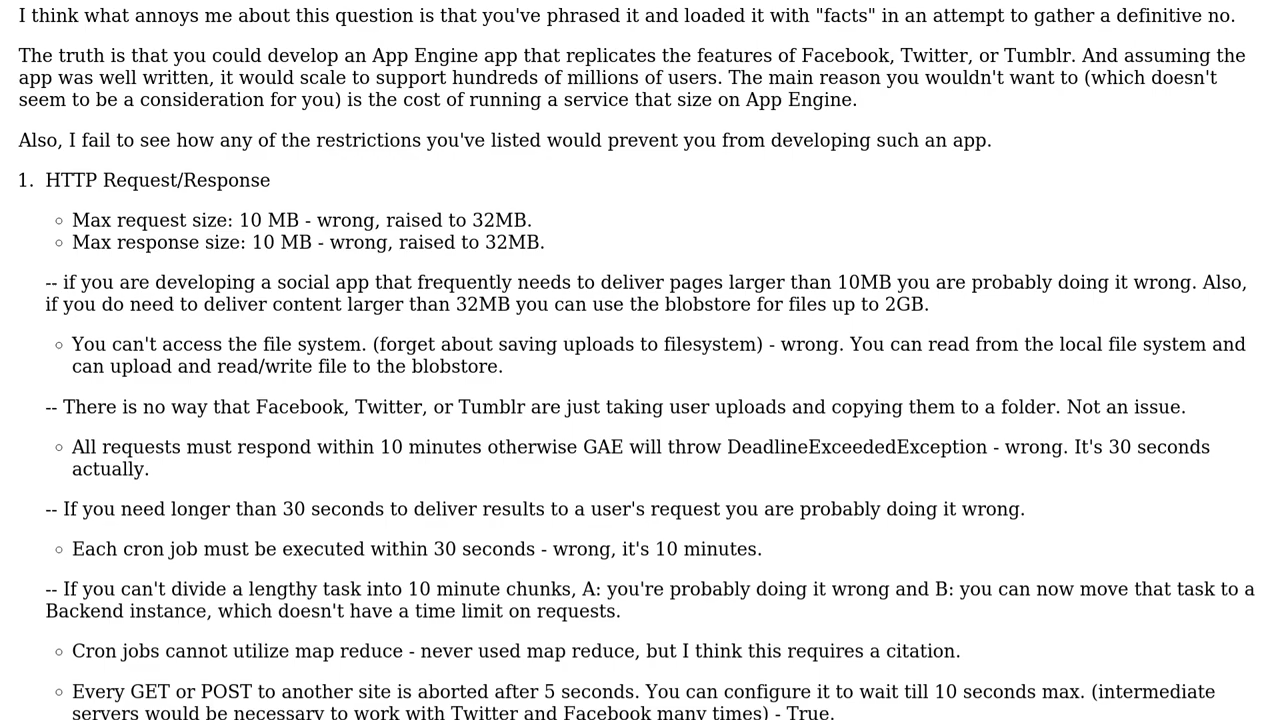 I think what annoys me about this question is that you've phrased it and loaded it with "facts" in an attempt to gather a definitive no.
The truth is that you could develop an App Engine app that replicates the features of Facebook, Twitter, or Tumblr. And assuming the
app was well written, it would scale to support hundreds of millions of users. The main reason you wouldn't want to (which doesn't
seem to be a consideration for you) is the cost of running a service that size on App Engine.
Also, I fail to see how any of the restrictions you've listed would prevent you from developing such an app.
1. HTTP Request/Response
◦ Max request size: 10 MB - wrong, raised to 32MB.
◦ Max response size: 10 MB - wrong, raised to 32MB.
-- if you are developing a social app that frequently needs to deliver pages larger than 10MB you are probably doing it wrong. Also,
if you do need to deliver content larger than 32MB you can use the blobstore for files up to 2GB.
◦ You can't access the file system. (forget about saving uploads to filesystem) - wrong. You can read from the local file system and
can upload and read/write file to the blobstore.
-- There is no way that Facebook, Twitter, or Tumblr are just taking user uploads and copying them to a folder. Not an issue.
◦ All requests must respond within 10 minutes otherwise GAE will throw DeadlineExceededException - wrong. It's 30 seconds
actually.
-- If you need longer than 30 seconds to deliver results to a user's request you are probably doing it wrong.
◦ Each cron job must be executed within 30 seconds - wrong, it's 10 minutes.
-- If you can't divide a lengthy task into 10 minute chunks, A: you're probably doing it wrong and B: you can now move that task to a
Backend instance, which doesn't have a time limit on requests.
◦ Cron jobs cannot utilize map reduce - never used map reduce, but I think this requires a citation.
◦ Every GET or POST to another site is aborted after 5 seconds. You can configure it to wait till 10 seconds max. (intermediate
servers would be necessary to work with Twitter and Facebook many times) - True.